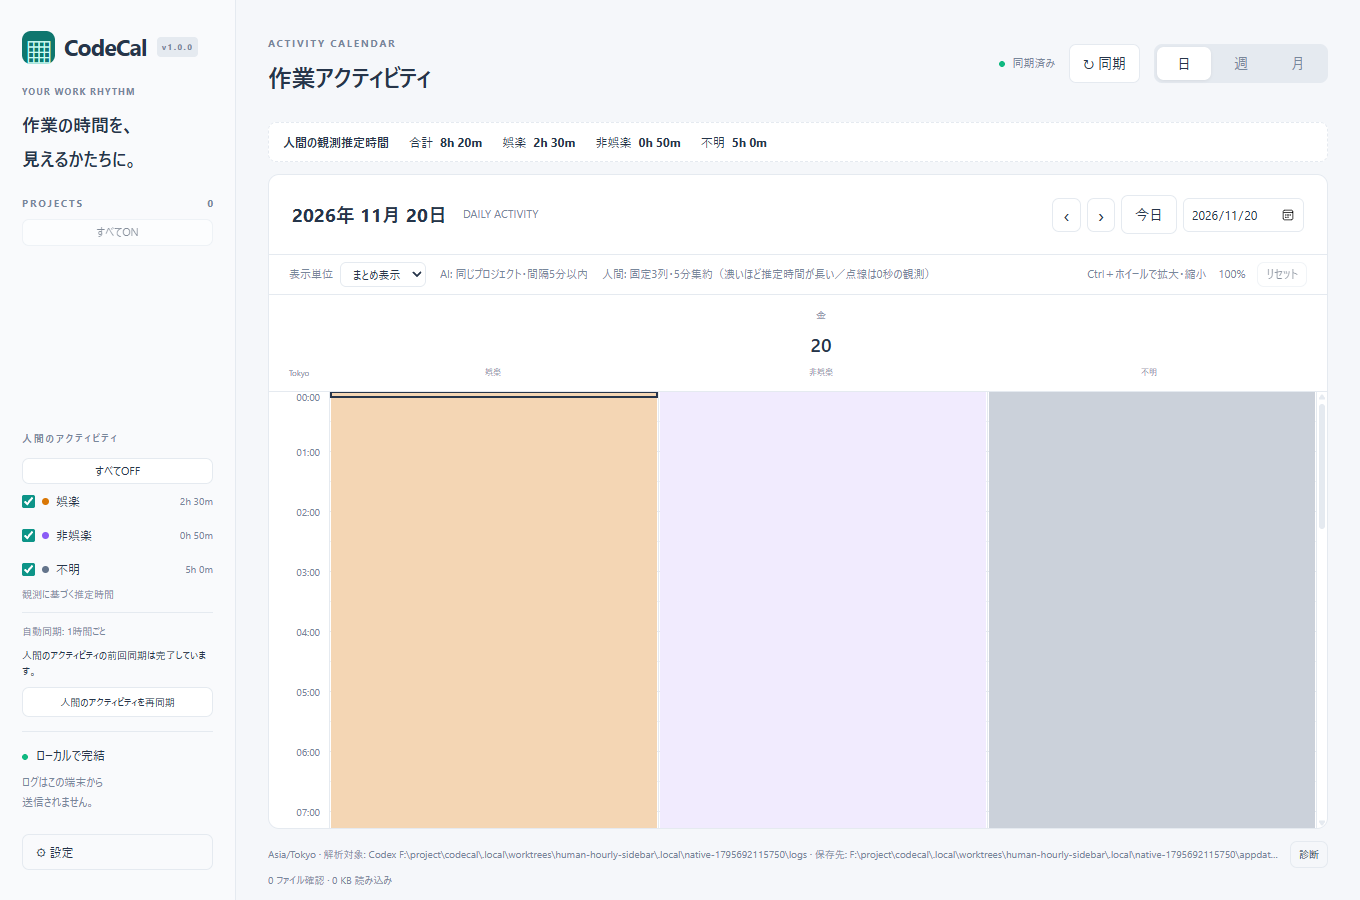 CodeCal v1.0.0
YOUR WORK RHYTHM
作業の時間を、
見えるかたちに。
PROJECTS 0
すべてON
人間のアクティビティ
すべてOFF
娯楽 2h 30m
非娯楽 0h 50m
不明 5h 0m
観測に基づく推定時間
自動同期: 1時間ごと
人間のアクティビティの前回同期は完了していま
す。
人間のアクティビティを再同期
ローカルで完結
ログはこの端末から
送信されません。
⚙ 設定
ACTIVITY CALENDAR
作業アクティビティ
同期済み ↻ 同期 日 週 月
人間の観測推定時間 合計 8h 20m 娯楽 2h 30m 非娯楽 0h 50m 不明 5h 0m
2026年 11月 20日 DAILY ACTIVITY ‹ › 今日 2026/11/20
表示単位 まとめ表示 AI: 同じプロジェクト・間隔5分以内 人間: 固定3列・5分集約（濃いほど推定時間が長い／点線は0秒の観測） Ctrl＋ホイールで拡大・縮小 100% リセット
金
20
Tokyo 娯楽 非娯楽 不明
00:00
01:00
02:00
03:00
04:00
05:00
06:00
07:00
Asia/Tokyo · 解析対象: Codex F:\project\codecal\.local\worktrees\human-hourly-sidebar\.local\native-1795692115750\logs · 保存先: F:\project\codecal\.local\worktrees\human-hourly-sidebar\.local\native-1795692115750\appdat... 診断
0 ファイル確認 · 0 KB 読み込み